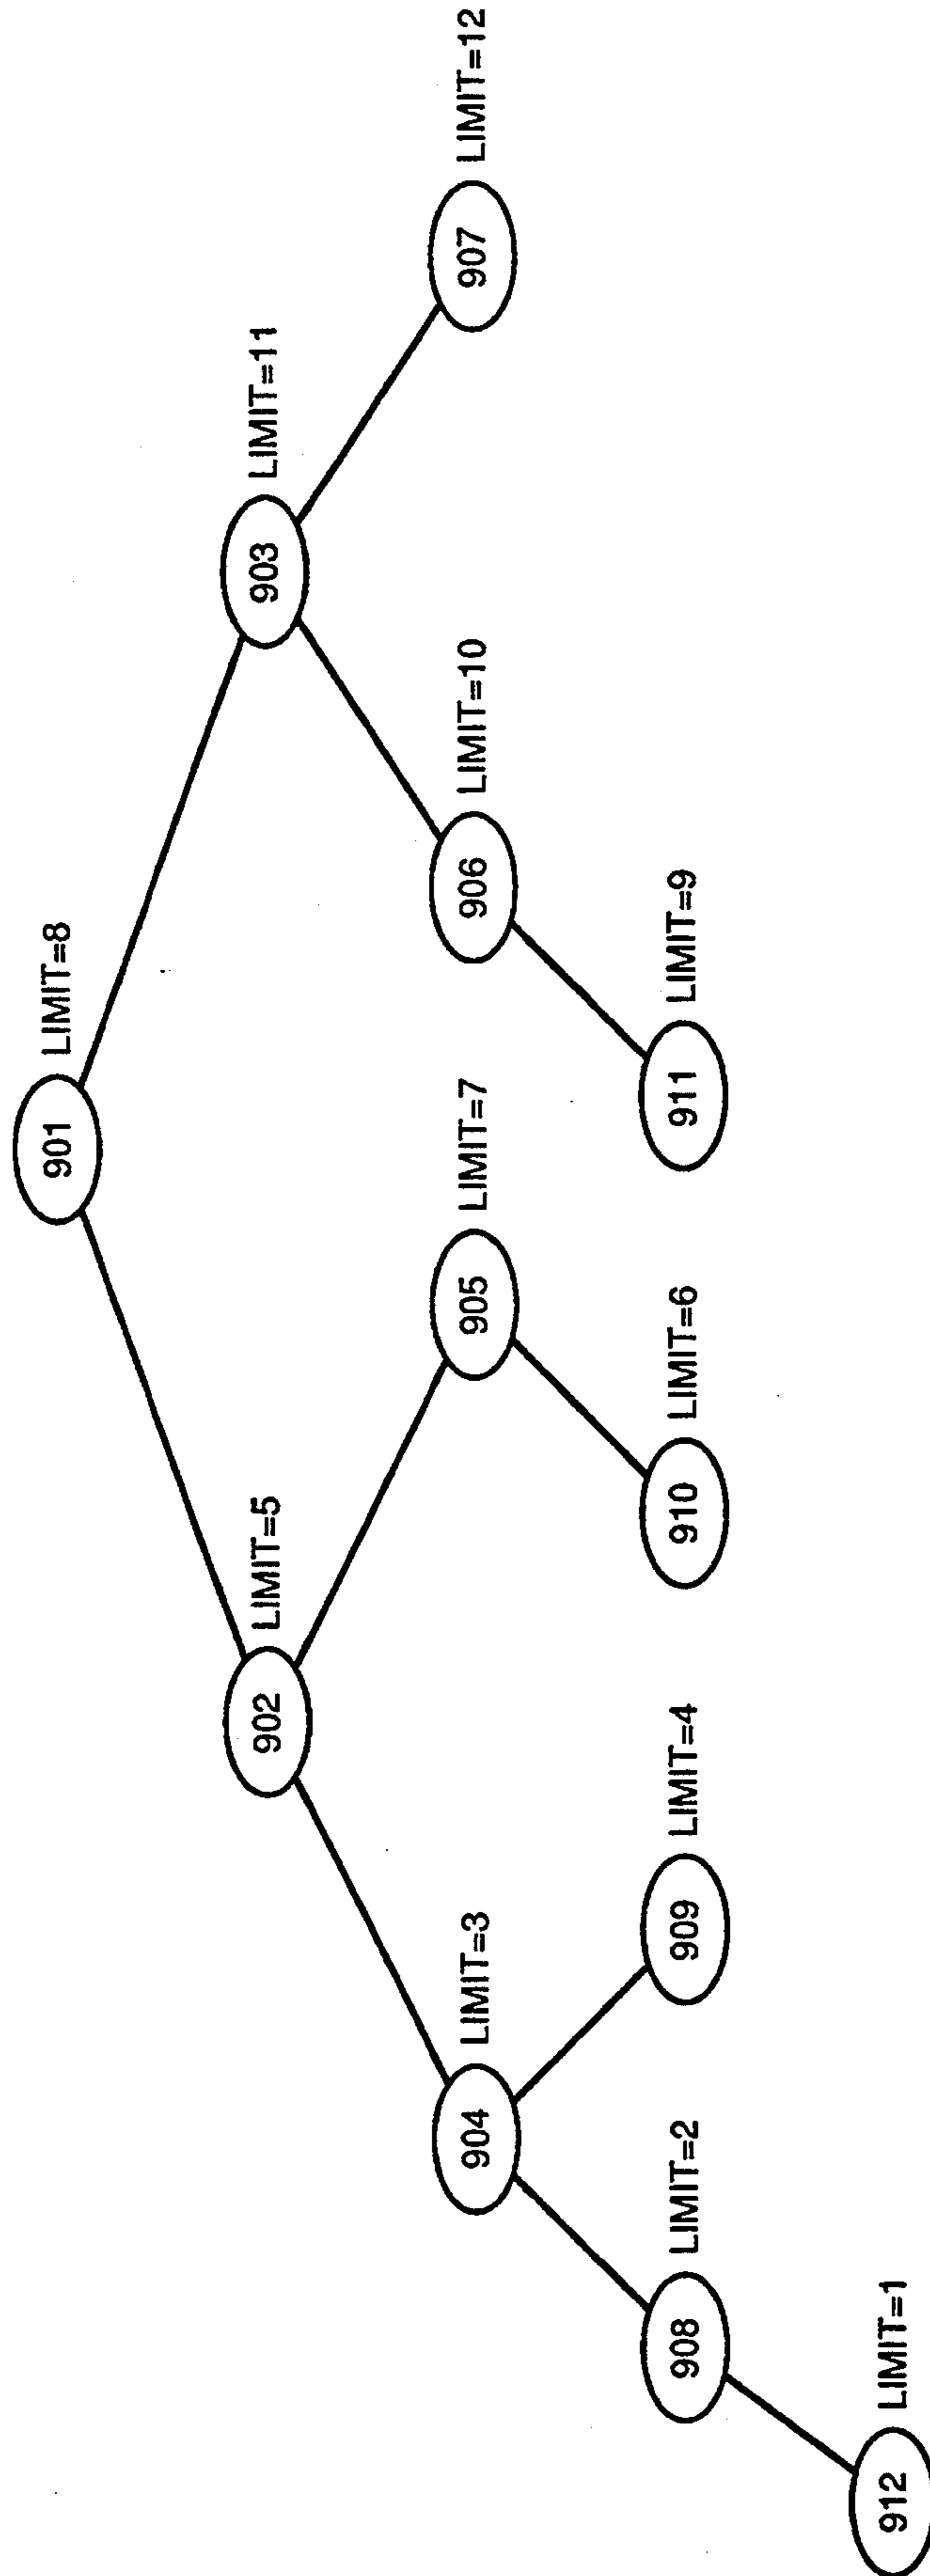 901 LIMIT=8
902 LIMIT=5
903 LIMIT=11
904 LIMIT=3
905 LIMIT=7
906 LIMIT=10
907 LIMIT=12
908 LIMIT=2
909 LIMIT=4
910 LIMIT=6
911 LIMIT=9
912 LIMIT=1